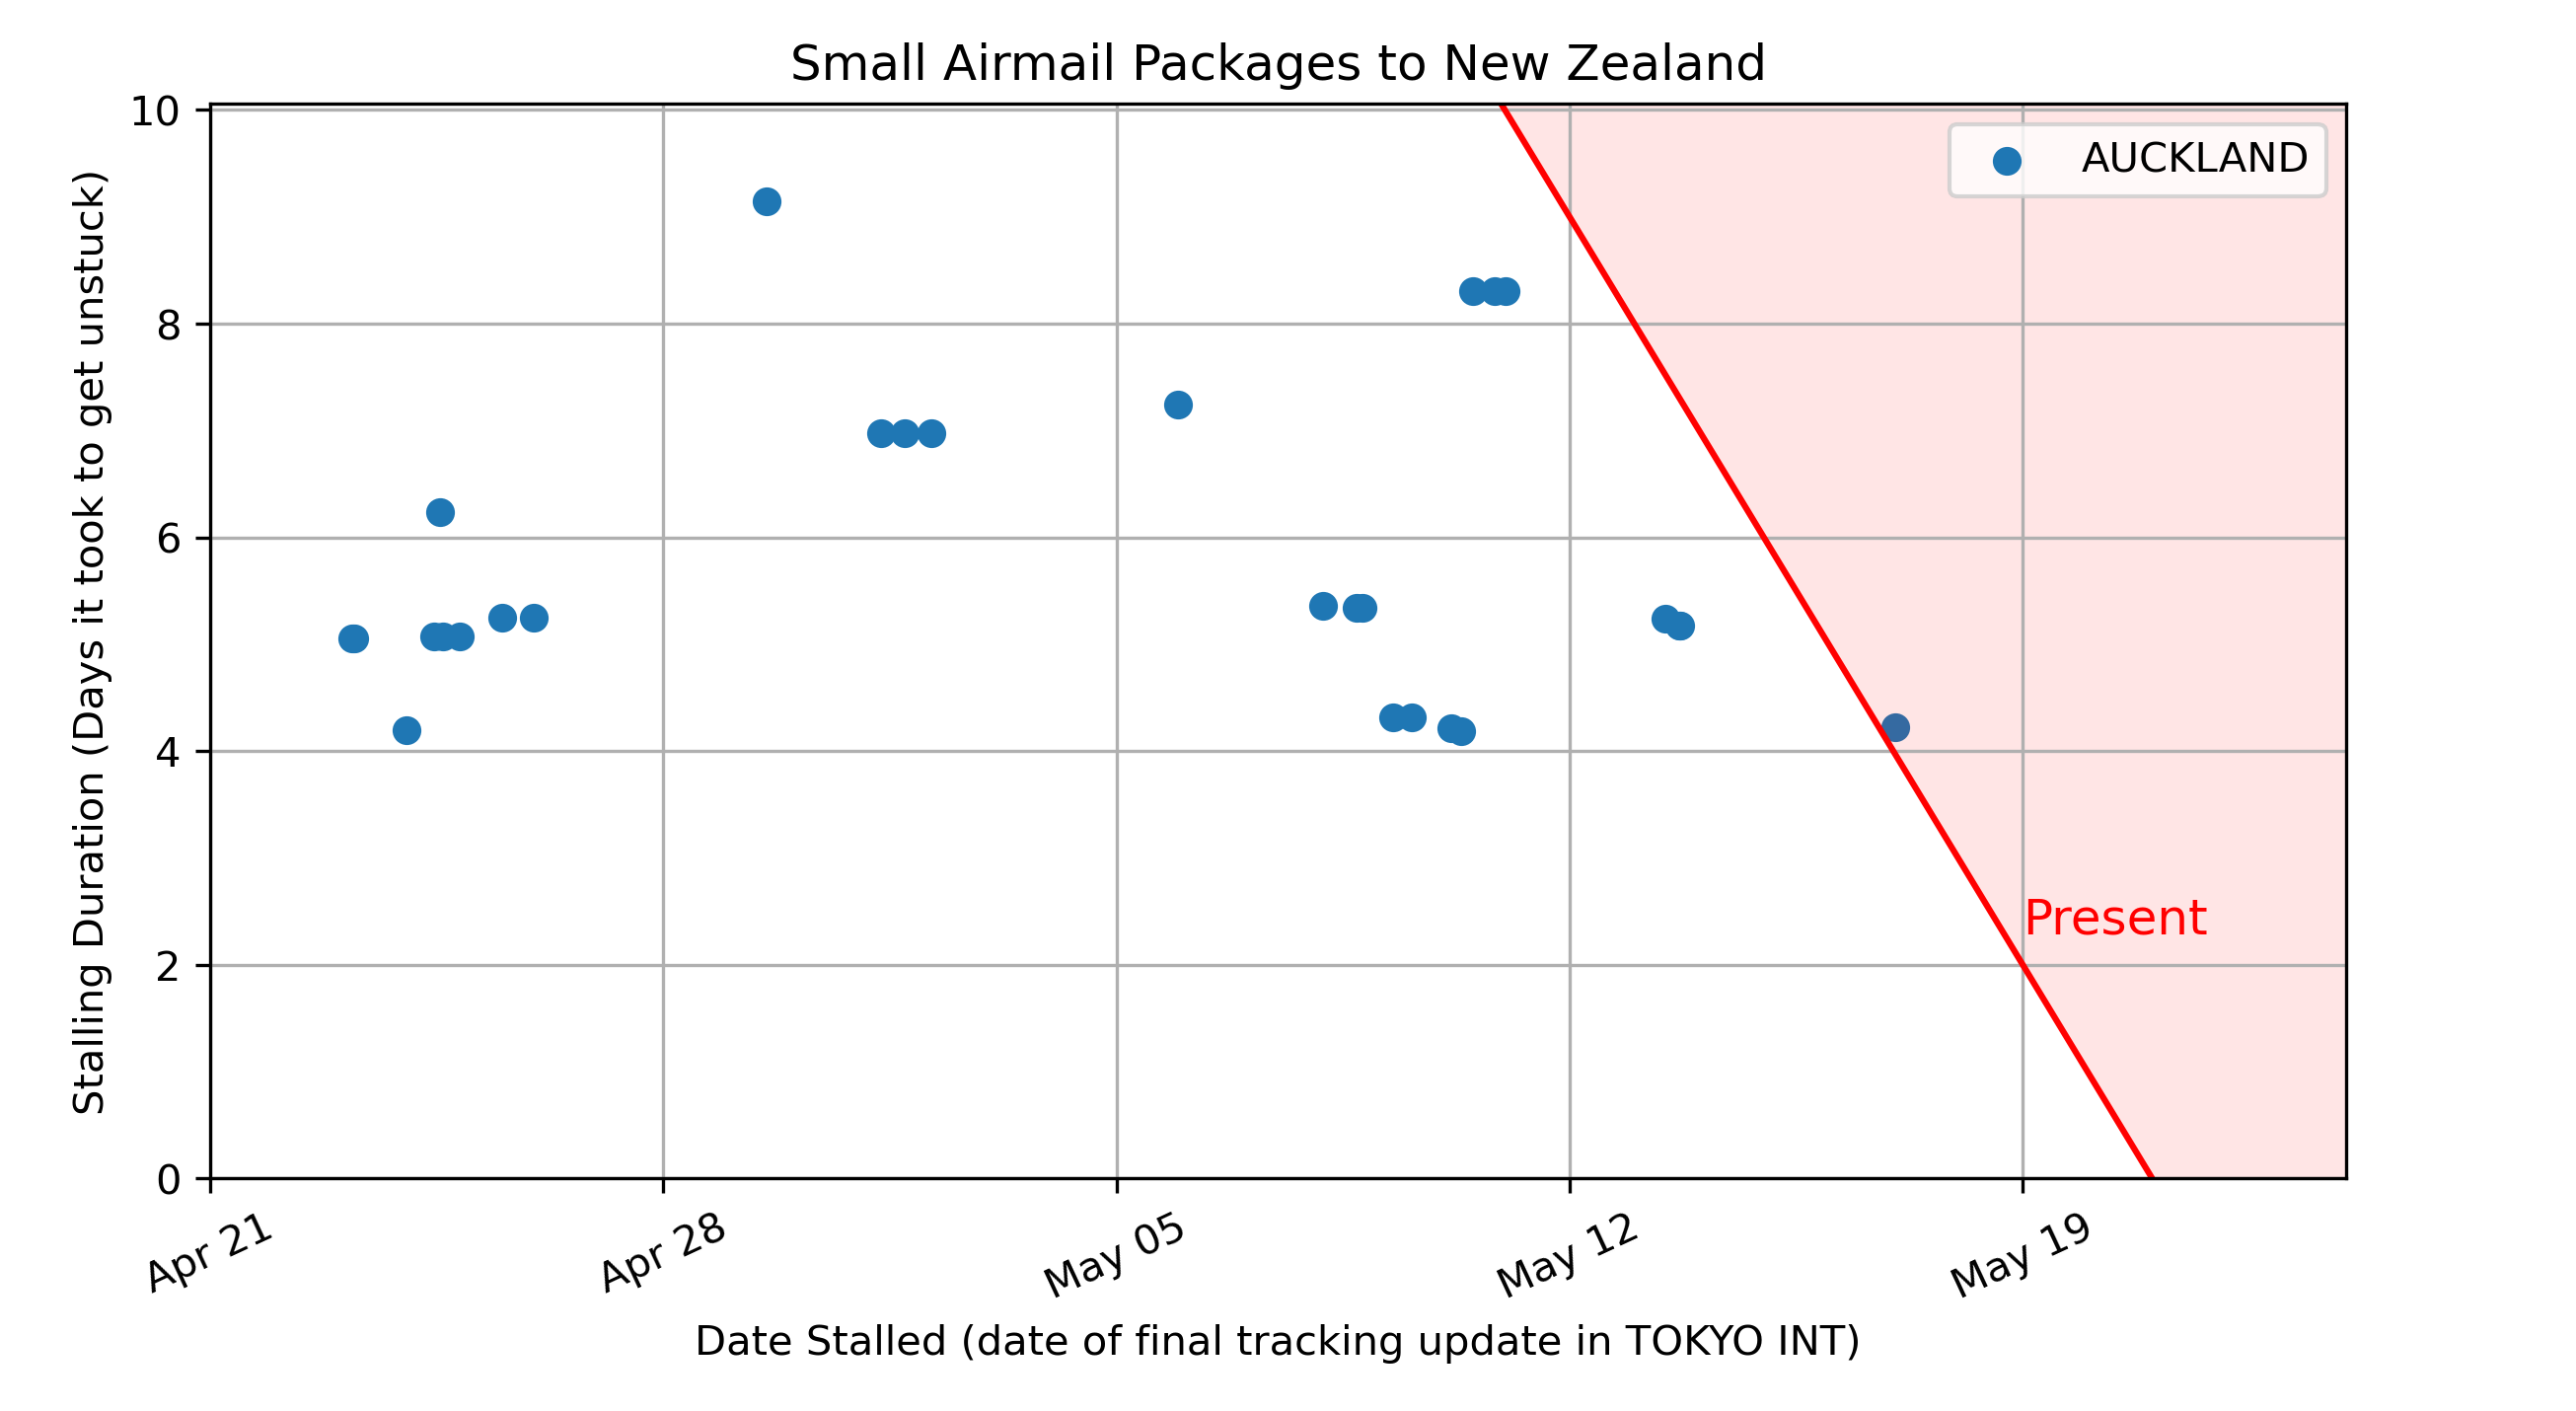 Small Airmail Packages to New Zealand
Stalling Duration (Days it took to get unstuck)
10
8
6
4
2
0
AUCKLAND
Present
Apr 21
Apr 28
May 05
May 12
May 19
Date Stalled (date of final tracking update in TOKYO INT)